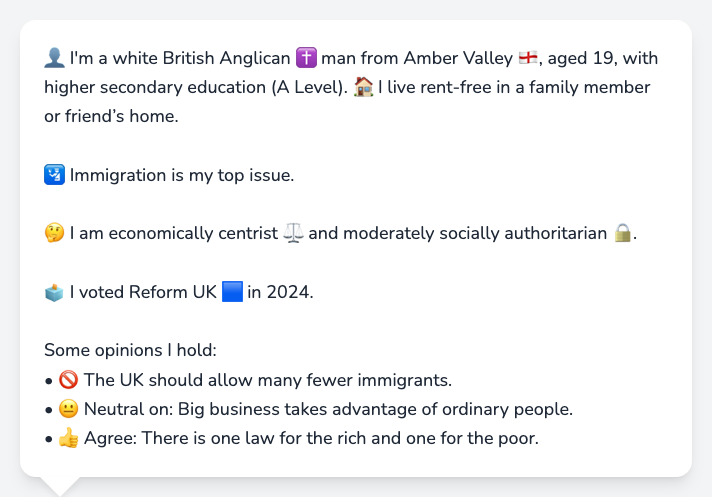 👤 I'm a white British Anglican ✝️ man from Amber Valley 🏴󠁧󠁢󠁥󠁮󠁧󠁿, aged 19, with
higher secondary education (A Level). 🏠 I live rent-free in a family member
or friend’s home.
🛂 Immigration is my top issue.
🤔 I am economically centrist ⚖️ and moderately socially authoritarian 🔒.
🗳️ I voted Reform UK 🟦 in 2024.
Some opinions I hold:
• 🚫 The UK should allow many fewer immigrants.
• 😐 Neutral on: Big business takes advantage of ordinary people.
• 👍 Agree: There is one law for the rich and one for the poor.